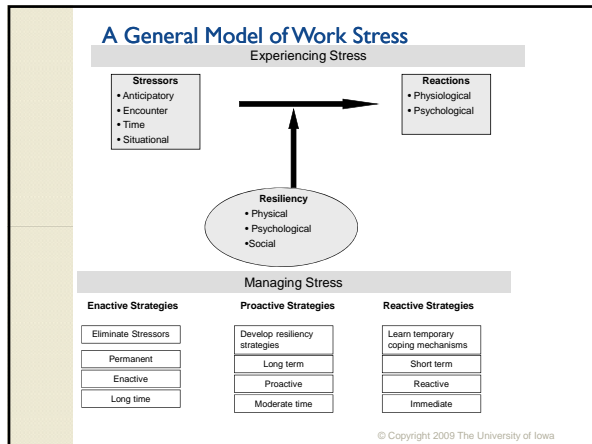 A General Model of Work Stress
Experiencing Stress
Stressors
• Anticipatory
• Encounter
• Time
• Situational
Reactions
• Physiological
• Psychological
Resiliency
• Physical
• Psychological
•Social
Managing Stress
Enactive Strategies
Eliminate Stressors
Permanent
Enactive
Long time
Proactive Strategies
Develop resiliency
strategies
Long term
Proactive
Moderate time
Reactive Strategies
Learn temporary
coping mechanisms
Short term
Reactive
Immediate
© Copyright 2009 The University of Iowa